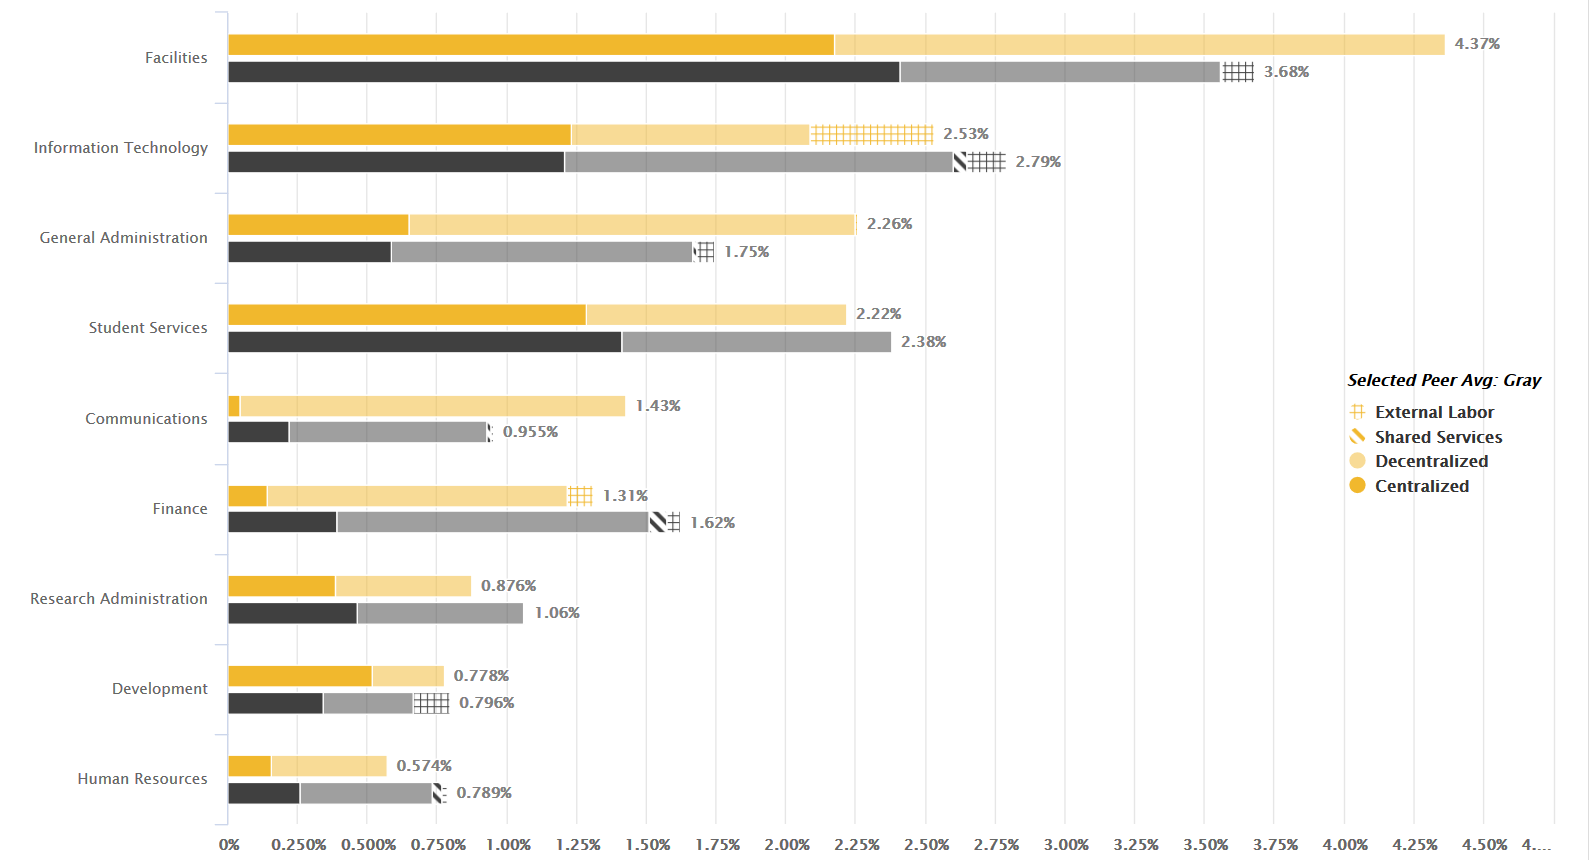 Facilities
4.37%
3.68%
Information Technology
2.53%
2.79%
General Administration
2.26%
1.75%
Student Services
2.22%
2.38%
Communications
1.43%
0.955%
Finance
1.31%
1.62%
Research Administration
0.876%
1.06%
Development
0.778%
0.796%
Human Resources
0.574%
0.789%
Selected Peer Avg: Gray
External Labor
Shared Services
Decentralized
Centralized
0% 0.250% 0.500% 0.750% 1.00% 1.25% 1.50% 1.75% 2.00% 2.25% 2.50% 2.75% 3.00% 3.25% 3.50% 3.75% 4.00% 4.25% 4.50% 4....